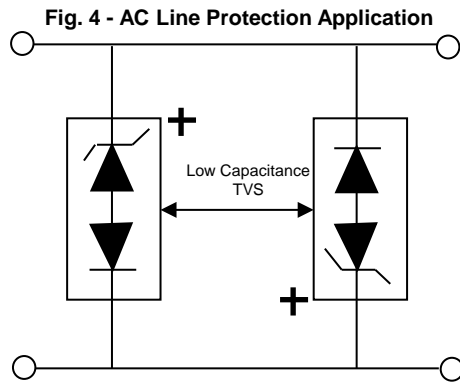 Fig. 4 - AC Line Protection Application
+
Low Capacitance
TVS
+